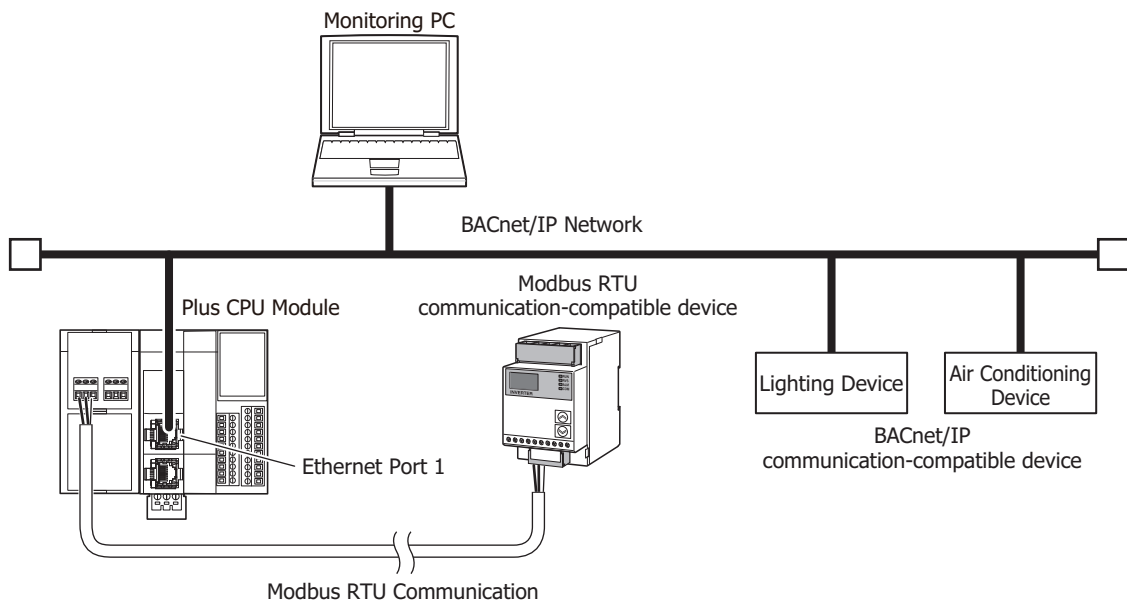 Monitoring PC
BACnet/IP Network
Plus CPU Module
Modbus RTU
communication-compatible device
INVERTER
Lighting Device
Air Conditioning
Device
BACnet/IP
communication-compatible device
Ethernet Port 1
Modbus RTU Communication